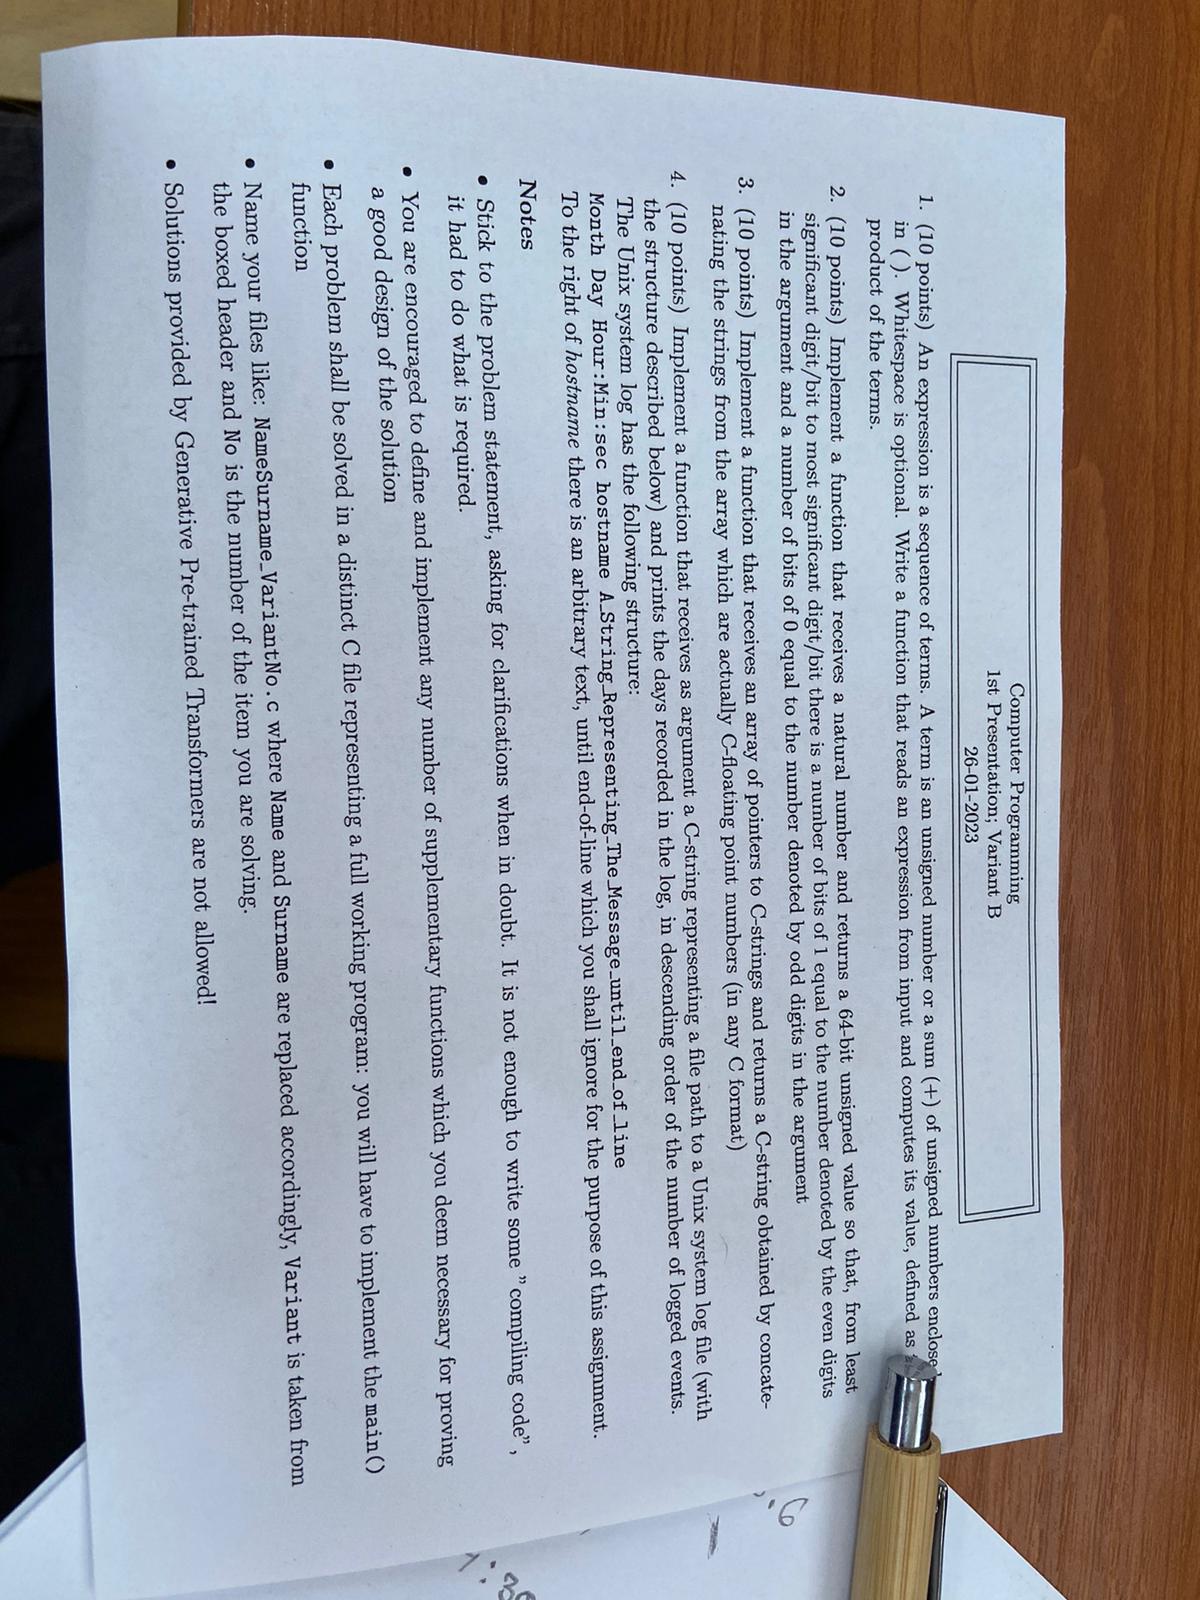 Computer Programming
1st Presentation; Variant B
26-01-2023
1. (10 points) An expression is a sequence of terms. A term is an unsigned number or a sum (+) of unsigned numbers
in ( ). Whitespace is optional. Write a function that reads an expression from input and computes its value, defined as
product of the terms.
2. (10 points) Implement a function that receives a natural number and returns a 64-bit unsigned value so that, from least
significant digit/bit to most significant digit/bit there is a number of bits of 1 equal to the number denoted by the even digits
in the argument and a number of bits of 0 equal to the number denoted by odd digits in the argument
3. (10 points) Implement a function that receives an array of pointers to C-strings and returns a C-string obtained by concate-
nating the strings from the array which are actually C-floating point numbers (in any C format)
4. (10 points) Implement a function that receives as argument a C-string representing a file path to a Unix system log file (with
the structure described below) and prints the days recorded in the log, in descending order of the number of logged events.
The Unix system log has the following structure:
Month Day Hour:Min:sec hostname A_String_Representing_The_Message_until_end_of_line
To the right of hostname there is an arbitrary text, until end-of-line which you shall ignore for the purpose of this assignment.
Notes
• Stick to the problem statement, asking for clarifications when in doubt. It is not enough to write some "compiling code",
it had to do what is required.
• You are encouraged to define and implement any number of supplementary functions which you deem necessary for proving
a good design of the solution
• Each problem shall be solved in a distinct C file representing a full working program: you will have to implement the main()
function
• Name your files like: NameSurname_VariantNo.c where Name and Surname are replaced accordingly, Variant is taken from
the boxed header and No is the number of the item you are solving.
• Solutions provided by Generative Pre-trained Transformers are not allowed!